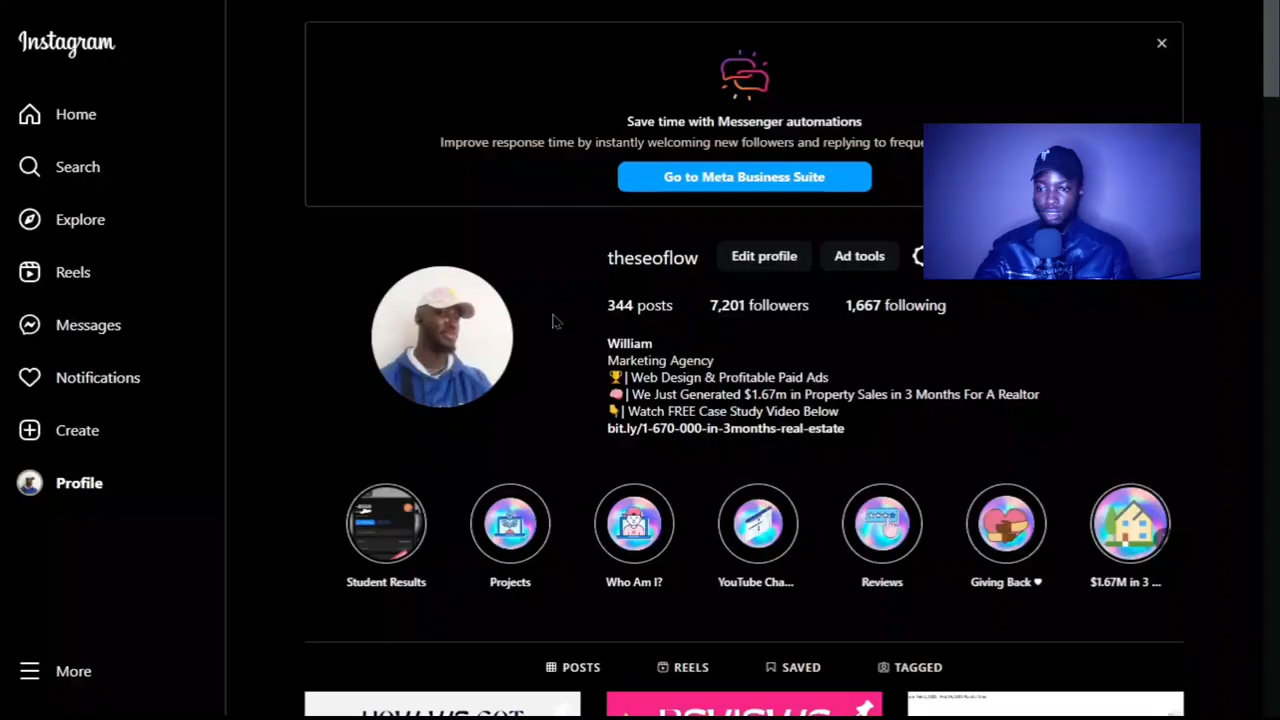 Instagram
Home
Search
Explore
Reels
Messages
Notifications
Create
Profile
More
Save time with Messenger automations
Improve response time by instantly welcoming new followers and replying to freque
Go to Meta Business Suite
theseoflow
Edit profile
Ad tools
344 posts
7,201 followers
1,667 following
William
Marketing Agency
🏆| Web Design & Profitable Paid Ads
🧠| We Just Generated $1.67m in Property Sales in 3 Months For A Realtor
👇| Watch FREE Case Study Video Below
bit.ly/1-670-000-in-3months-real-estate
Student Results
Projects
Who Am I?
YouTube Cha...
Reviews
Giving Back ♥
$1.67M in 3 ...
POSTS
REELS
SAVED
TAGGED
HOW WE GOT
REVIEWS